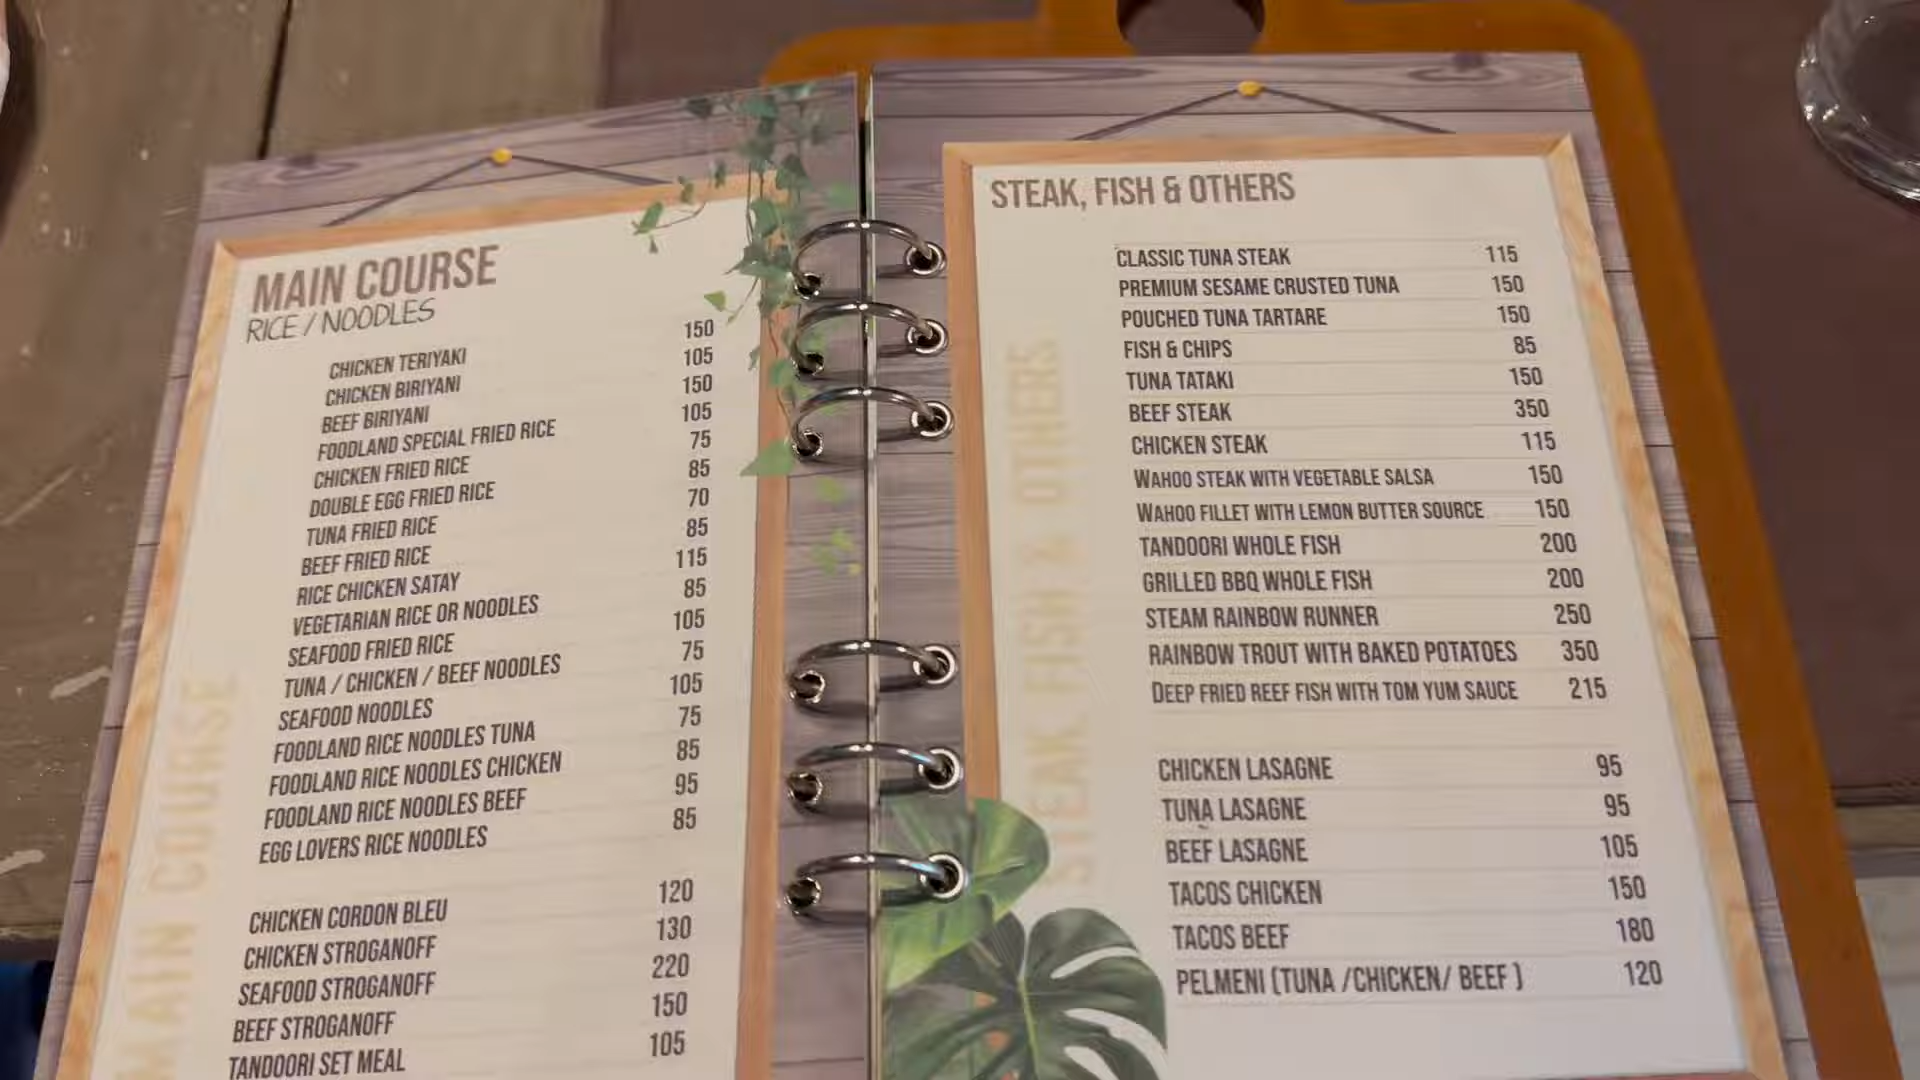 MAIN COURSE
RICE / NOODLES
CHICKEN TERIYAKI 150
CHICKEN BIRIYANI 105
BEEF BIRIYANI 150
FOODLAND SPECIAL FRIED RICE 105
CHICKEN FRIED RICE 75
DOUBLE EGG FRIED RICE 85
TUNA FRIED RICE 70
BEEF FRIED RICE 85
RICE CHICKEN SATAY 115
VEGETARIAN RICE OR NOODLES 85
SEAFOOD FRIED RICE 105
TUNA / CHICKEN / BEEF NOODLES 75
SEAFOOD NOODLES 105
FOODLAND RICE NOODLES TUNA 75
FOODLAND RICE NOODLES CHICKEN 85
FOODLAND RICE NOODLES BEEF 95
EGG LOVERS RICE NOODLES 85
CHICKEN CORDON BLEU 120
CHICKEN STROGANOFF 130
SEAFOOD STROGANOFF 220
BEEF STROGANOFF 150
TANDOORI SET MEAL 105
MAIN COURSE
STEAK, FISH & OTHERS
CLASSIC TUNA STEAK 115
PREMIUM SESAME CRUSTED TUNA 150
POUCHED TUNA TARTARE 150
FISH & CHIPS 85
TUNA TATAKI 150
BEEF STEAK 350
CHICKEN STEAK 115
WAHOO STEAK WITH VEGETABLE SALSA 150
WAHOO FILLET WITH LEMON BUTTER SOURCE 150
TANDOORI WHOLE FISH 200
GRILLED BBQ WHOLE FISH 200
STEAM RAINBOW RUNNER 250
RAINBOW TROUT WITH BAKED POTATOES 350
DEEP FRIED REEF FISH WITH TOM YUM SAUCE 215
CHICKEN LASAGNE 95
TUNA LASAGNE 95
BEEF LASAGNE 105
TACOS CHICKEN 150
TACOS BEEF 180
PELMENI (TUNA /CHICKEN/ BEEF ) 120
STEAK FISH & OTHERS